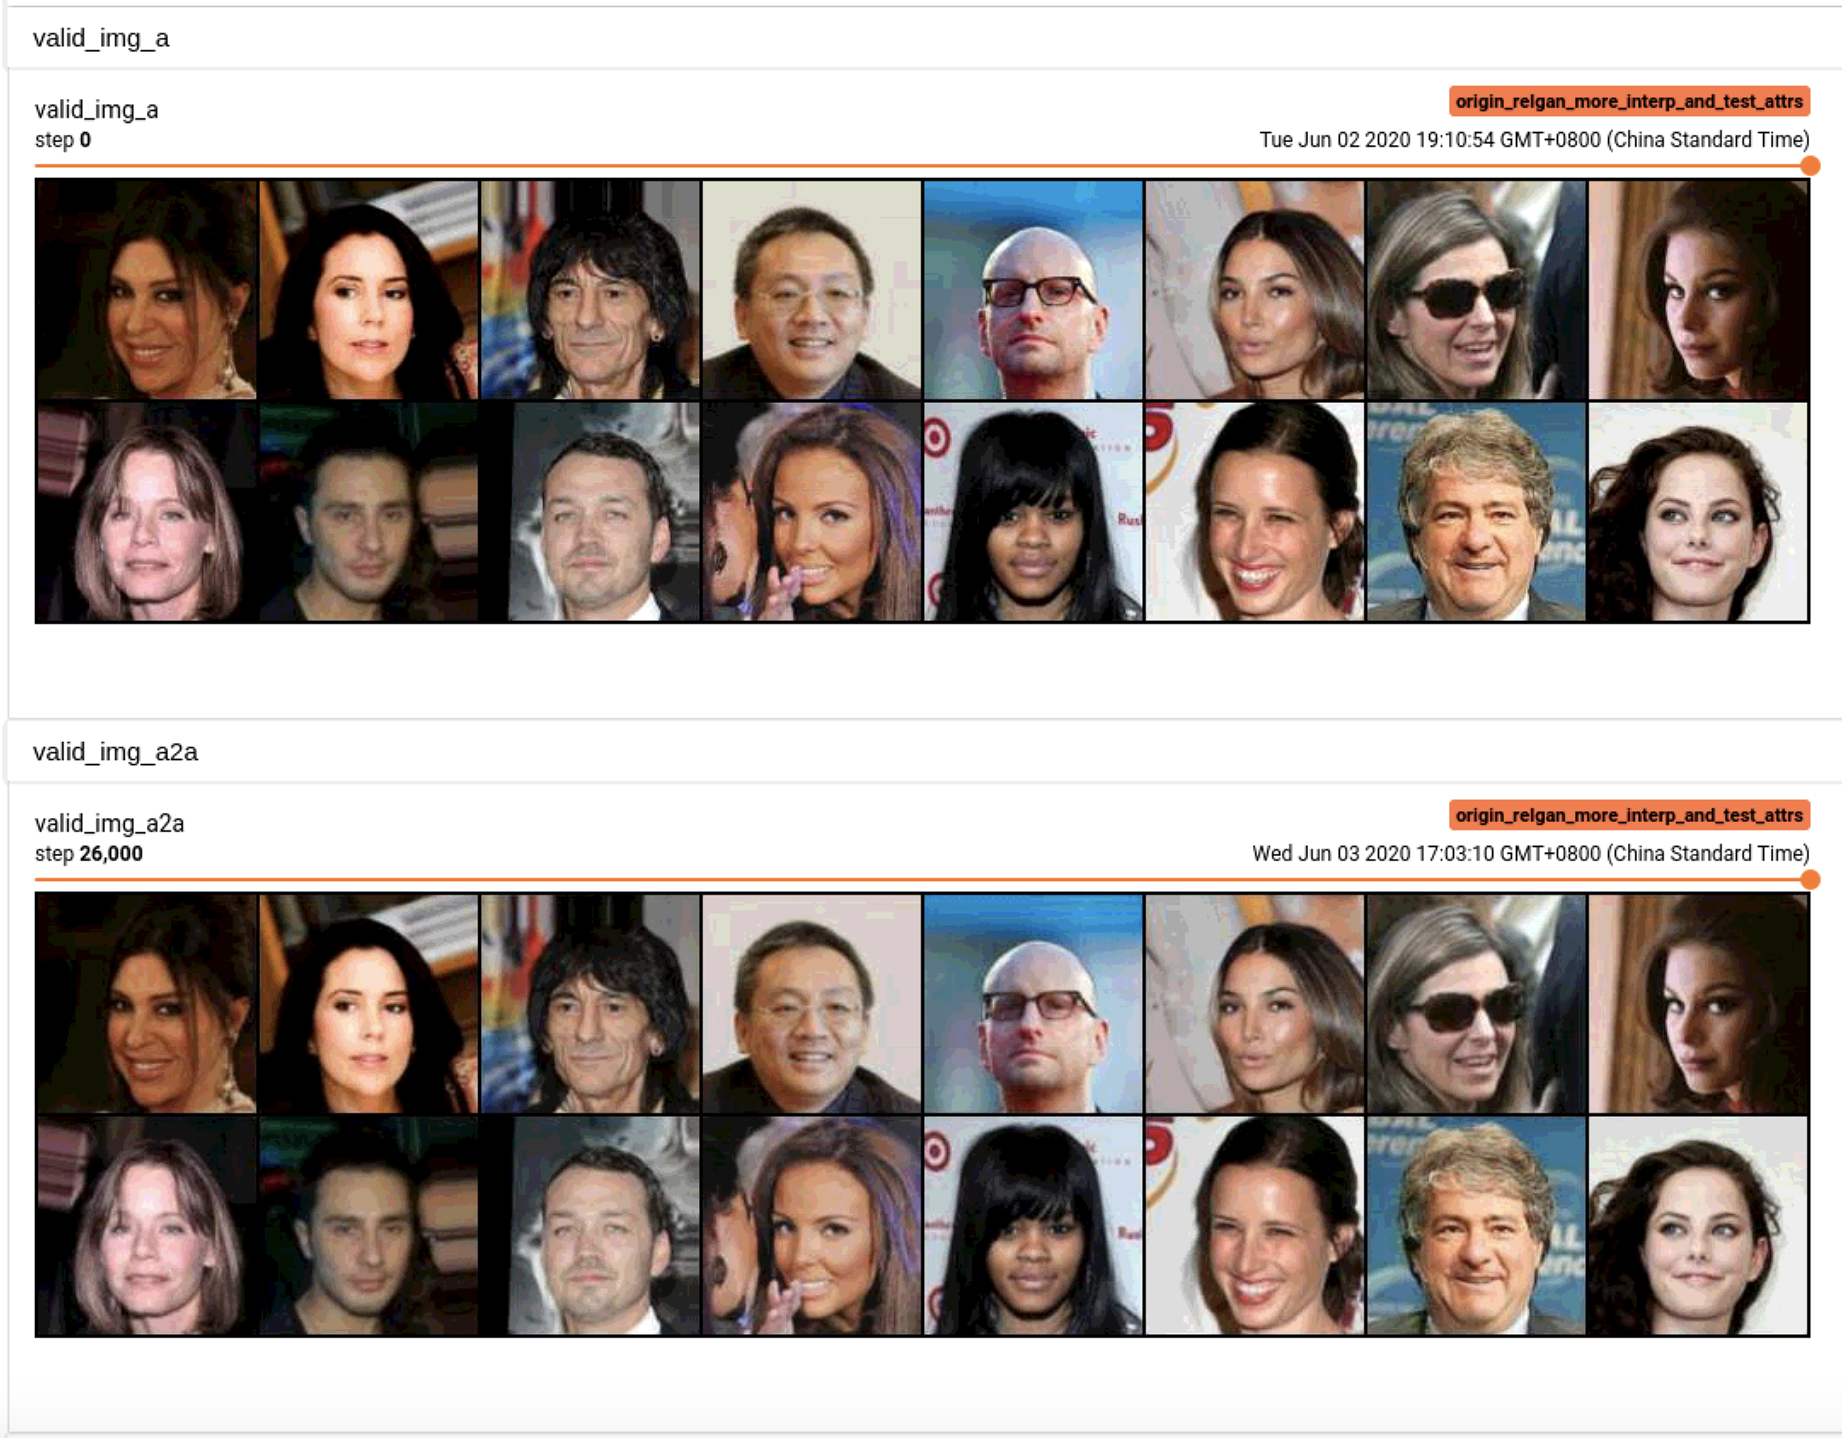 valid_img_a
valid_img_a
origin_relgan_more_interp_and_test_attrs
step 0
Tue Jun 02 2020 19:10:54 GMT+0800 (China Standard Time)
valid_img_a2a
valid_img_a2a
origin_relgan_more_interp_and_test_attrs
step 26,000
Wed Jun 03 2020 17:03:10 GMT+0800 (China Standard Time)